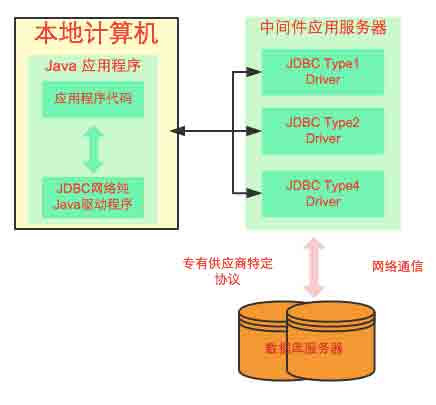 本地计算机
Java 应用程序
应用程序代码
JDBC网络纯
Java驱动程序
中间件应用服务器
JDBC Type1
Driver
JDBC Type2
Driver
JDBC Type4
Driver
专有供应商特定
协议
网络通信
数据库服务器